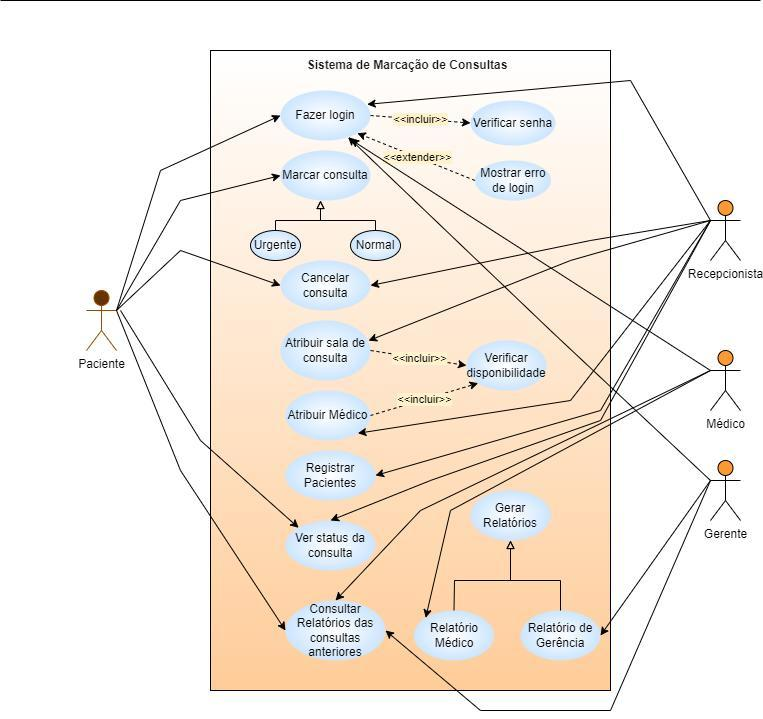 Sistema de Marcação de Consultas
Fazer login
<<incluir>>
Verificar senha
<<extender>>
Mostrar erro
de login
Marcar consulta
Urgente
Normal
Cancelar
consulta
Atribuir sala de
consulta
<<incluir>>
Verificar
disponibilidade
<<incluir>>
Atribuir Médico
Registrar
Pacientes
Gerar
Relatórios
Ver status da
consulta
Consultar
Relatórios das
consultas
anteriores
Relatório
Médico
Relatório de
Gerência
Paciente
Recepcionista
Médico
Gerente